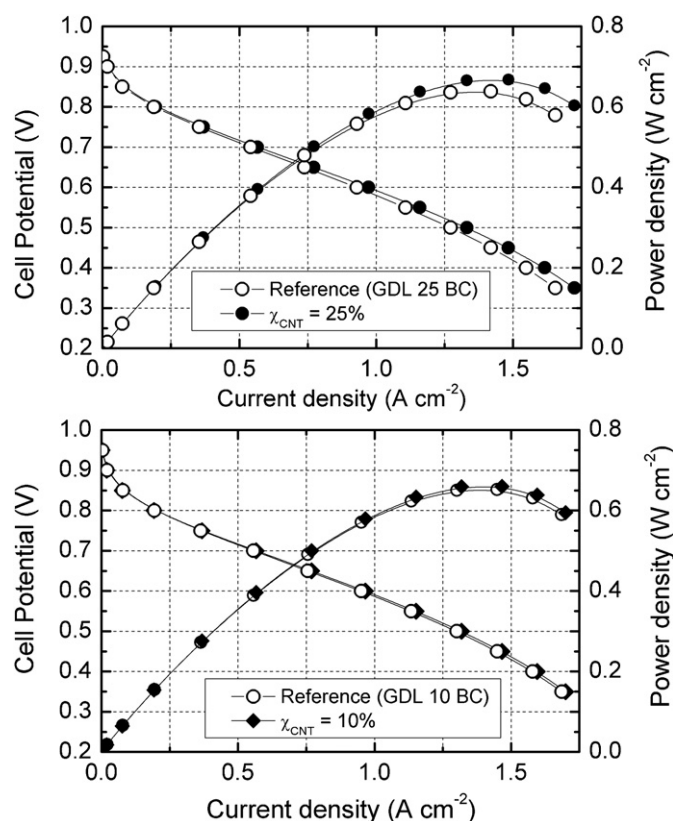 1.0
0.9
0.8
0.7
0.6
0.5
0.4
0.3
0.2
Cell Potential (V)
0.8
0.6
0.4
0.2
0.0
Power density (W cm⁻²)
Reference (GDL 25 BC)
χCNT = 25%
0.0 0.5 1.0 1.5
Current density (A cm⁻²)
1.0
0.9
0.8
0.7
0.6
0.5
0.4
0.3
0.2
Cell Potential (V)
0.8
0.6
0.4
0.2
0.0
Power density (W cm⁻²)
Reference (GDL 10 BC)
χCNT = 10%
0.0 0.5 1.0 1.5
Current density (A cm⁻²)